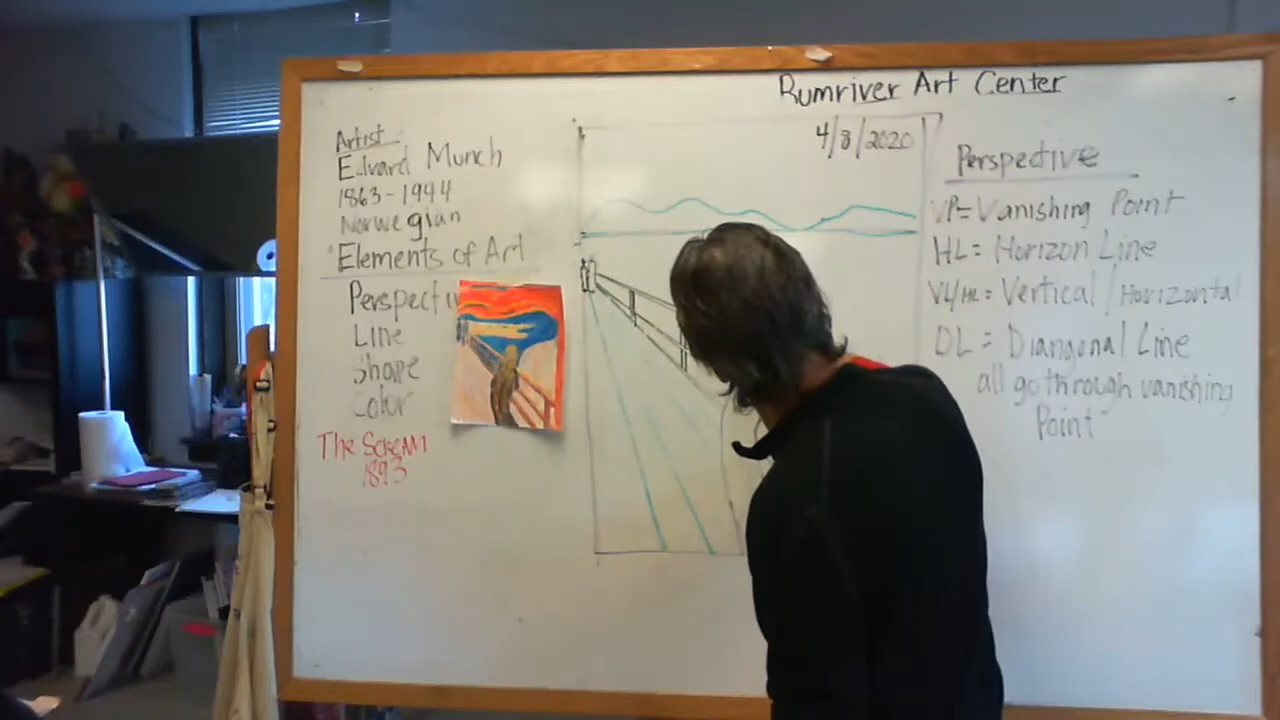 Rumriver Art Center
4/8/2020
Artist
Edvard Munch
1863-1944
Norwegian
Elements of Art
Perspecti
Line
Shape
Color
The Scream
1893
Perspective
VP= Vanishing Point
HL= Horizon Line
VL/HL= Vertical/Horizontal
DL= Diangonal Line
all go through vanishing
Point